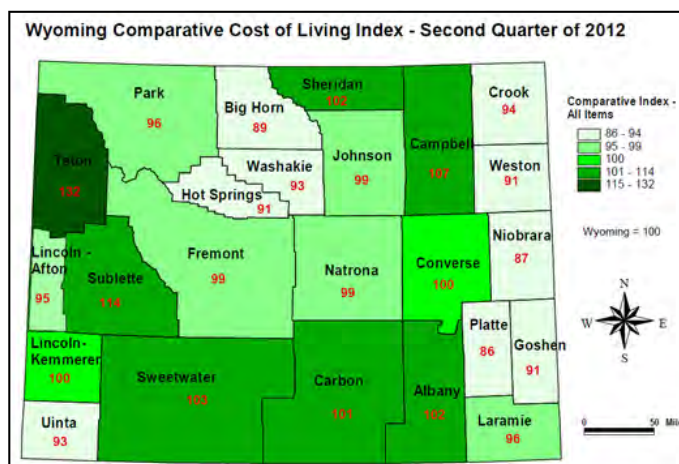 Wyoming Comparative Cost of Living Index - Second Quarter of 2012
Park
96
Big Horn
89
Sheridan
102
Campbell
107
Crook
94
Teton
132
Washakie
93
Johnson
99
Weston
91
Hot Springs
91
Lincoln -
Afton
95
Sublette
114
Fremont
99
Natrona
99
Converse
100
Niobrara
87
Platte
86
Goshen
91
Lincoln-
Kemmerer
100
Sweetwater
Carbon
101
Albany
102
Laramie
96
Uinta
93
Comparative Index -
All Items
86 - 94
95 - 99
100
101 - 114
115 - 132
Wyoming = 100
N
W
E
S
0
50